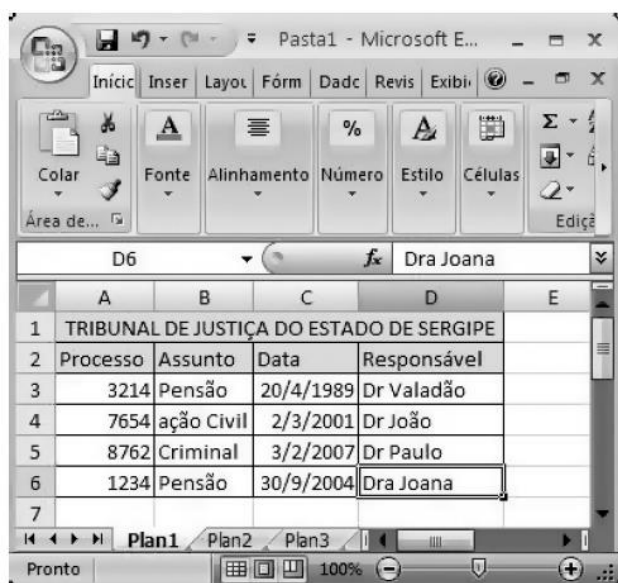 Pasta1 - Microsoft E...
Iníció Inser Layou Fórm Dadc Revis Exibi
Colar
Fonte Alinhamento Número Estilo Células
Área de... Ediçã
D6 fx Dra Joana
A B C D E
1 TRIBUNAL DE JUSTIÇA DO ESTADO DE SERGIPE
2 Processo Assunto Data Responsável
3 3214 Pensão 20/4/1989 Dr Valadão
4 7654 ação Civil 2/3/2001 Dr João
5 8762 Criminal 3/2/2007 Dr Paulo
6 1234 Pensão 30/9/2004 Dra Joana
7
Plan1 Plan2 Plan3
Pronto 100%